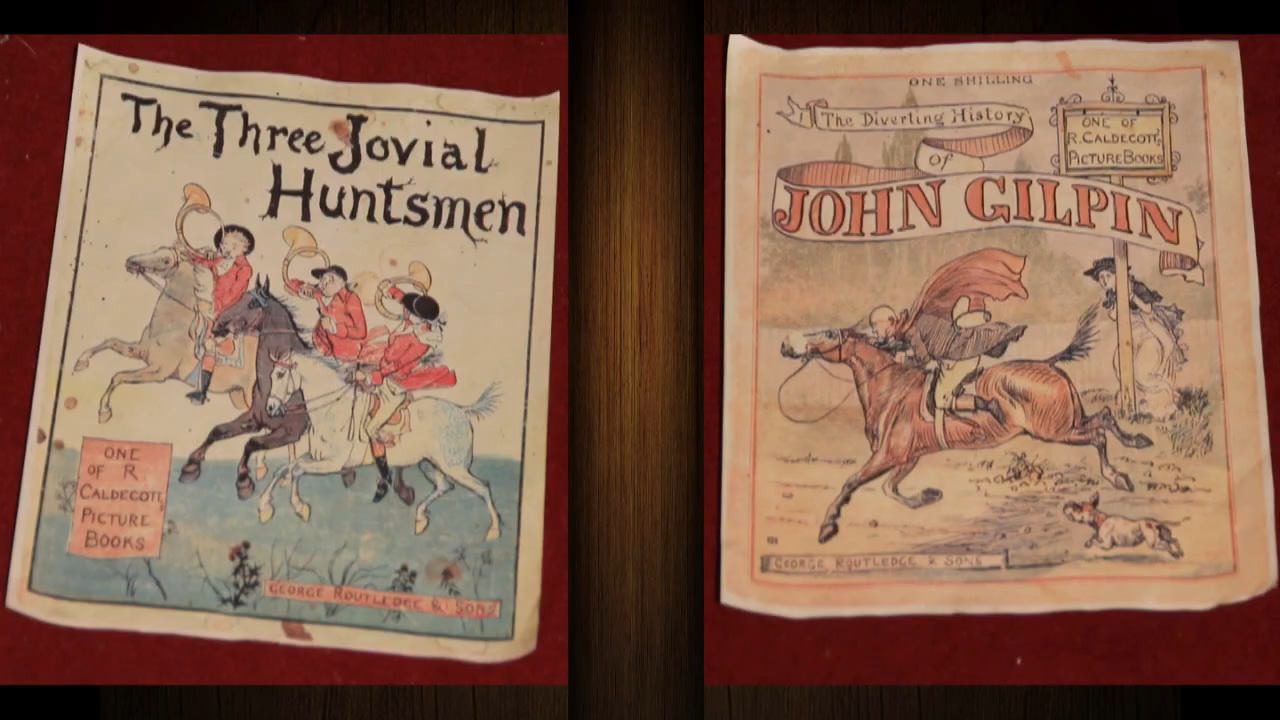 The Three Jovial
Huntsmen
ONE
OF R
CALDECOTT'S
PICTURE
BOOKS
GEORGE ROUTLEDGE & SONS
ONE SHILLING
The Diverting History
Of
JOHN GILPIN
ONE OF
R. CALDECOTT'S
PICTURE BOOKS
GEORGE ROUTLEDGE & SONS